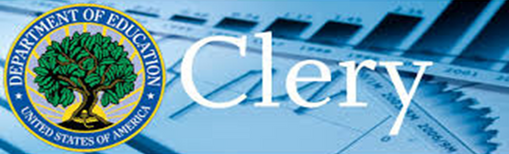 DEPARTMENT OF EDUCATION
UNITED STATES OF AMERICA
Clery